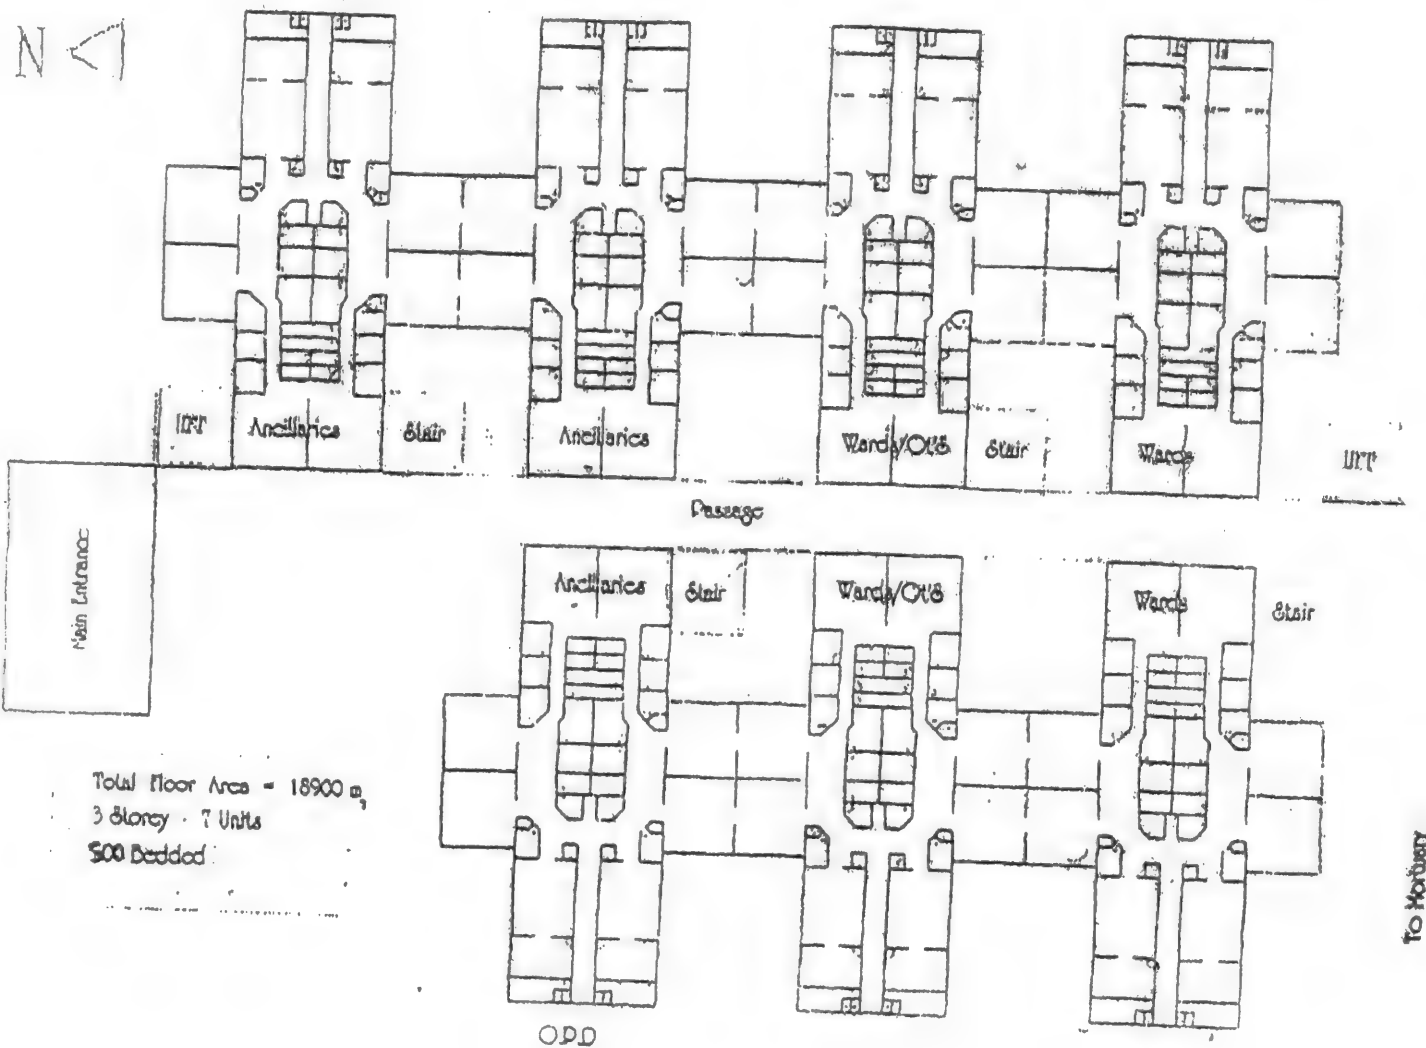 N
LIFT
Ancillaries
Stair
Ancillaries
Wards/Ot'S
Stair
Wards
LIFT
Passage
Main Entrance
Ancillaries
Stair
Wards/Ot'S
Wards
Stair
Total Floor Area = 18900 m,
3 Storey - 7 Units
500 Bedded
To Mortuary
O.P.D